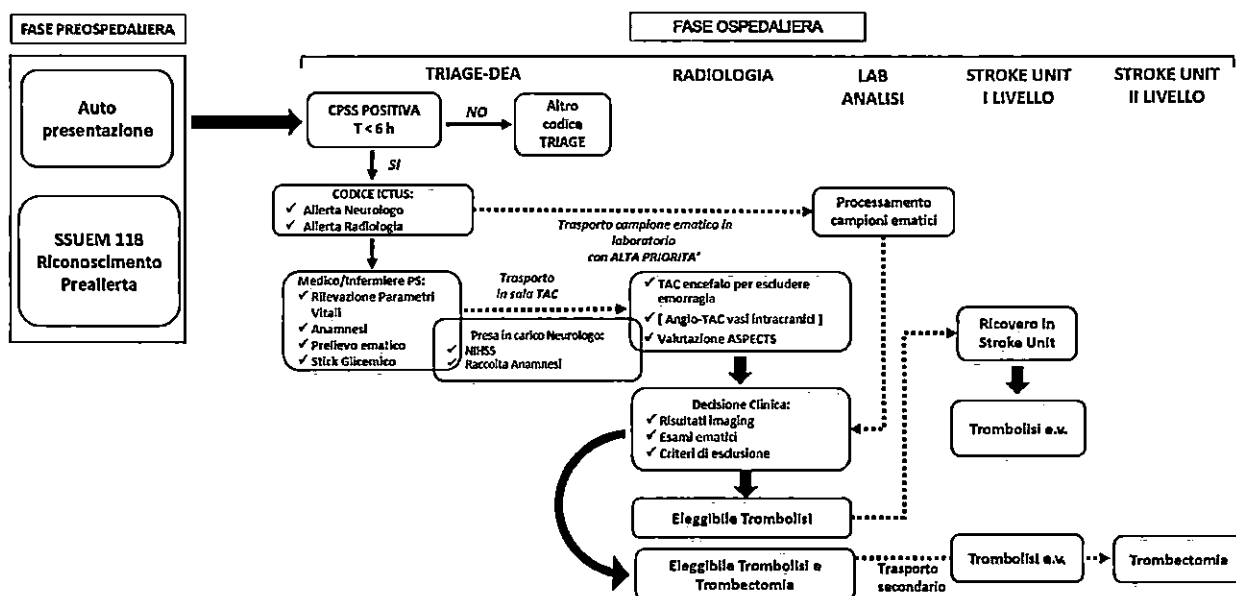 FASE PREOSPEDALIERA
Auto
presentazione
SSUEM 118
Riconoscimento
Preallerta
FASE OSPEDALIERA
TRIAGE-DEA
RADIOLOGIA
LAB
ANALISI
STROKE UNIT
I LIVELLO
STROKE UNIT
II LIVELLO
CPSS POSITIVA
T < 6 h
NO
Altro
codice
TRIAGE
SI
CODICE ICTUS:
✓ Allerta Neurologo
✓ Allerta Radiologia
Trasporto campione ematico in
laboratorio
con ALTA PRIORITA'
Processamento
campioni ematici
Medico/Infermiere PS:
✓ Rilevazione Parametri
Vitali
✓ Anamnesi
✓ Prelievo ematico
✓ Stick Glicemico
Trasporto
in sala TAC
Presa in carico Neurologo:
✓ NIHSS
✓ Raccolta Anamnesi
✓ TAC encefalo per escludere
emorragia
✓ [ Angio-TAC vasi intracranici ]
✓ Valutazione ASPECTS
Ricovero in
Stroke Unit
Trombolisi e.v.
Decisione Clinica:
✓ Risultati imaging
✓ Esami ematici
✓ Criteri di esclusione
Eleggibile Trombolisi
Eleggibile Trombolisi e
Trombectomia
Trasporto
secondario
Trombolisi e.v.
Trombectomia